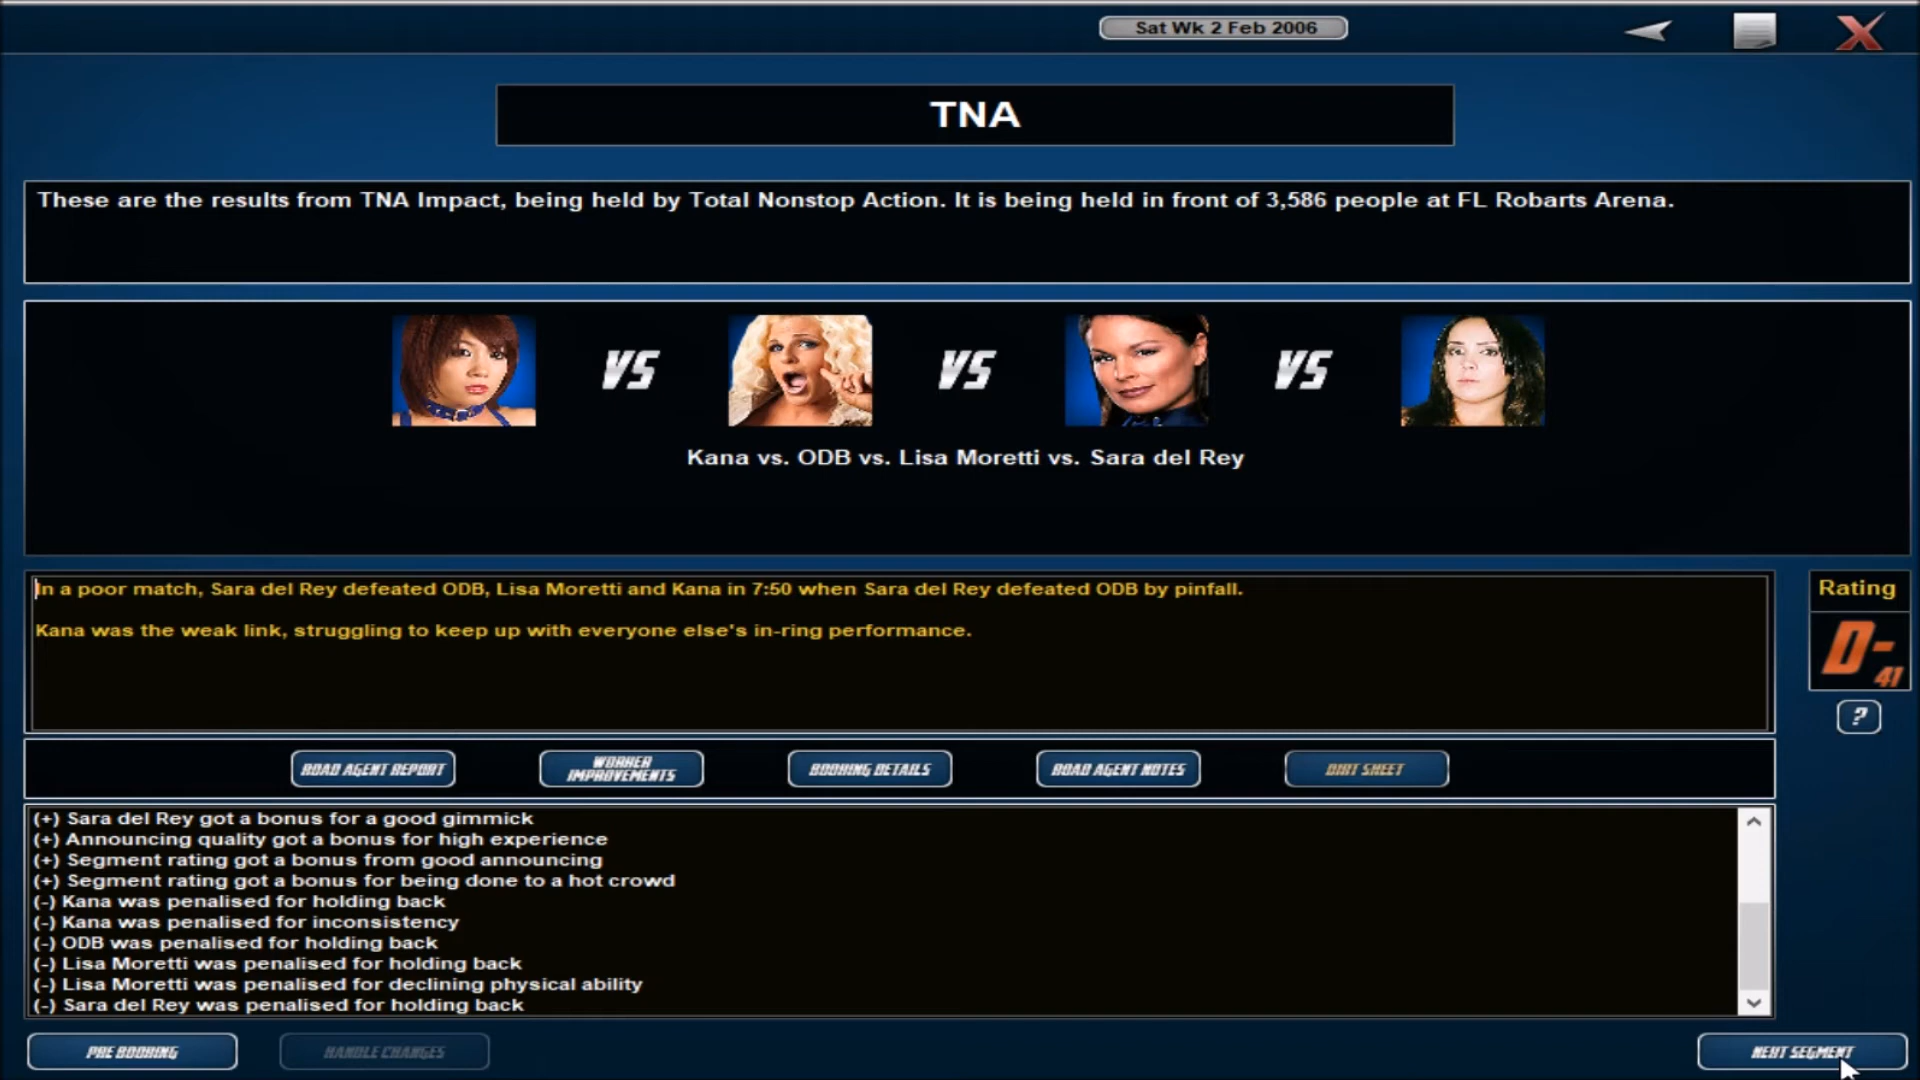 Sat Wk 2 Feb 2006
TNA
These are the results from TNA Impact, being held by Total Nonstop Action. It is being held in front of 3,586 people at FL Robarts Arena.
VS VS VS
Kana vs. ODB vs. Lisa Moretti vs. Sara del Rey
In a poor match, Sara del Rey defeated ODB, Lisa Moretti and Kana in 7:50 when Sara del Rey defeated ODB by pinfall.
Kana was the weak link, struggling to keep up with everyone else's in-ring performance.
Rating
D-
41
?
ROAD AGENT REPORT
WORKER
IMPROVEMENTS
BOOKING DETAILS
ROAD AGENT NOTES
DIRT SHEET
(+) Sara del Rey got a bonus for a good gimmick
(+) Announcing quality got a bonus for high experience
(+) Segment rating got a bonus from good announcing
(+) Segment rating got a bonus for being done to a hot crowd
(-) Kana was penalised for holding back
(-) Kana was penalised for inconsistency
(-) ODB was penalised for holding back
(-) Lisa Moretti was penalised for holding back
(-) Lisa Moretti was penalised for declining physical ability
(-) Sara del Rey was penalised for holding back
PRE BOOKING
HANDLE CHANGES
NEXT SEGMENT